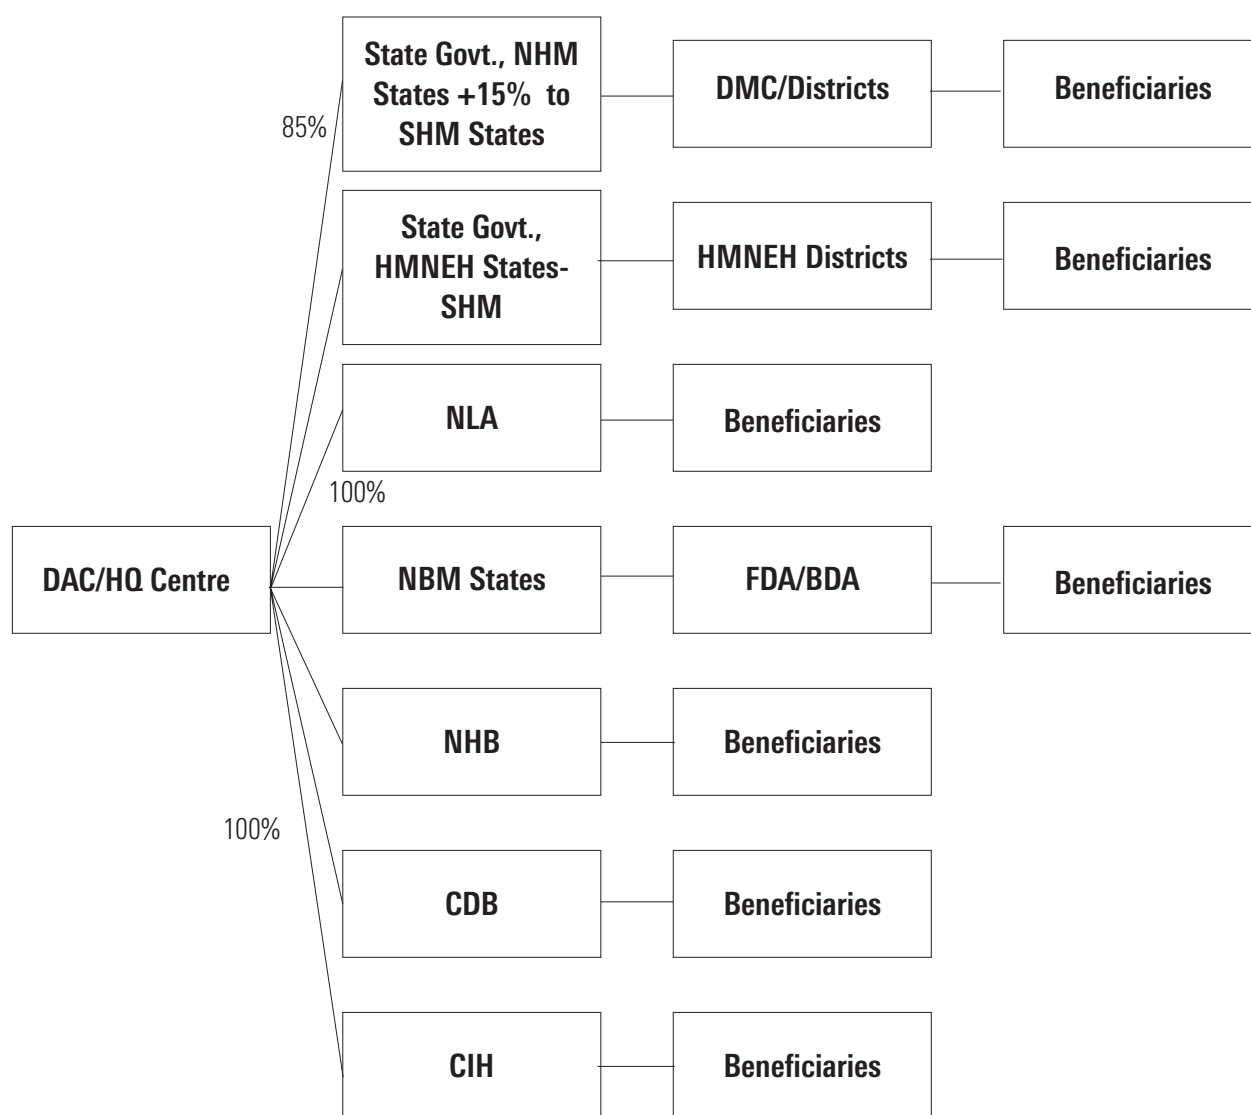 State Govt., NHM
States +15% to
SHM States
DMC/Districts
Beneficiaries
85%
State Govt.,
HMNEH States-
SHM
HMNEH Districts
Beneficiaries
NLA
Beneficiaries
100%
DAC/HQ Centre
NBM States
FDA/BDA
Beneficiaries
NHB
Beneficiaries
100%
CDB
Beneficiaries
CIH
Beneficiaries